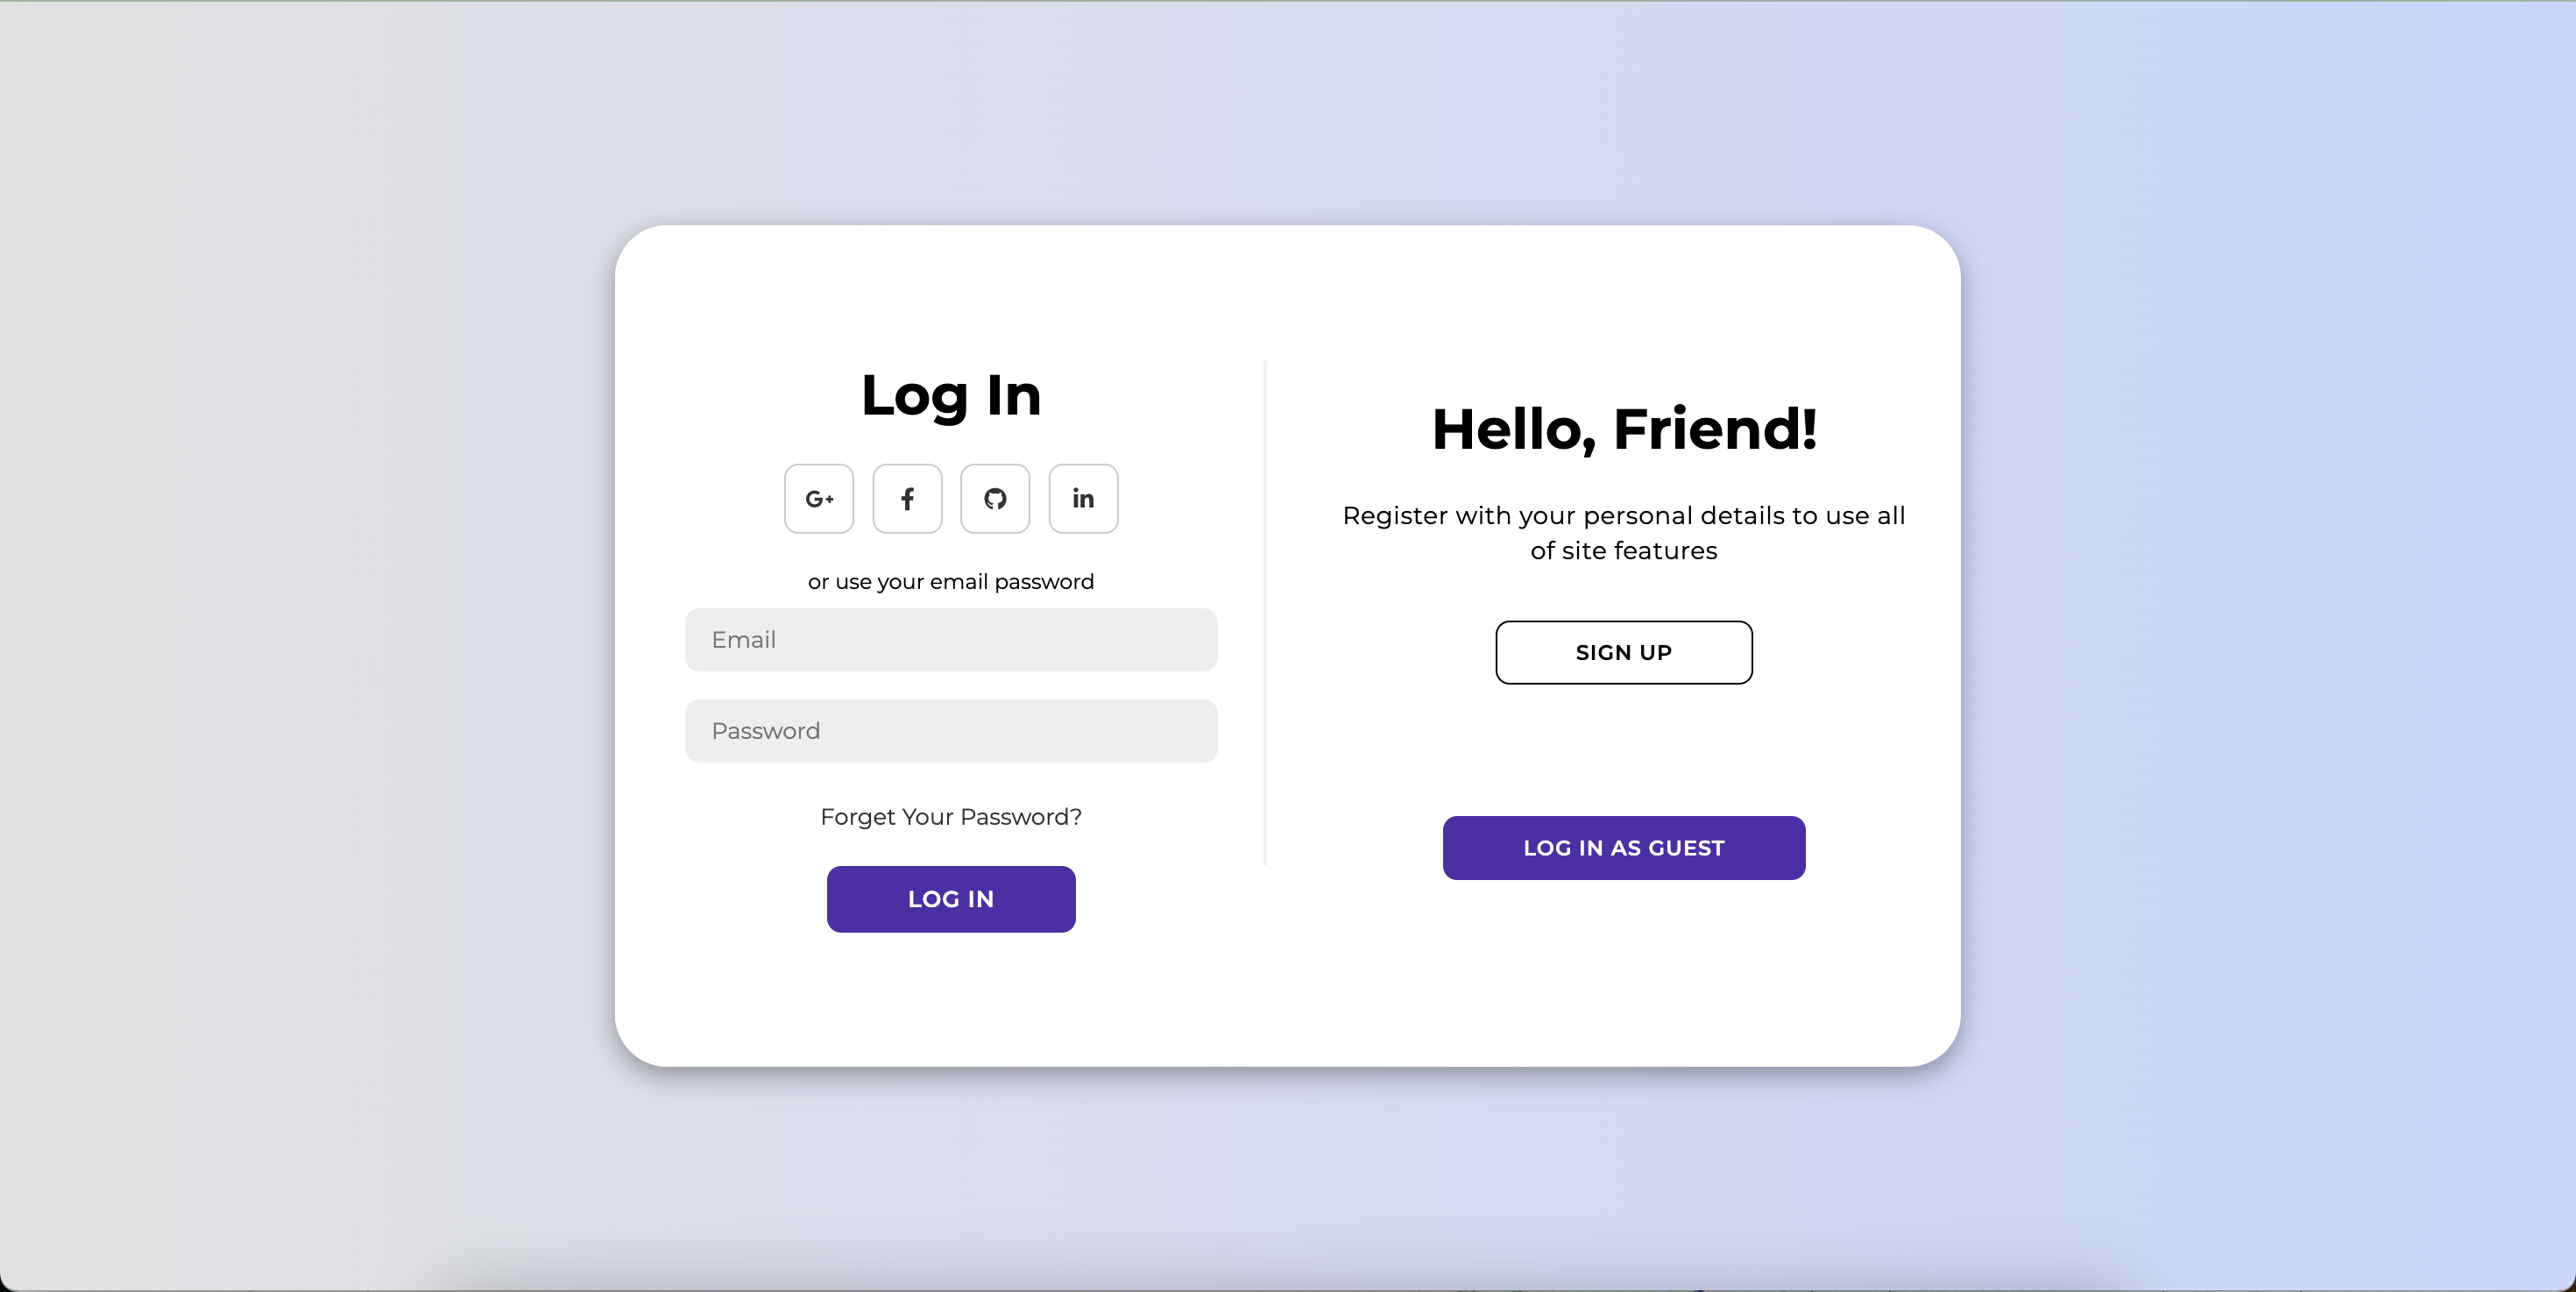 Log In
G+ f in
or use your email password
Email
Password
Forget Your Password?
LOG IN
Hello, Friend!
Register with your personal details to use all
of site features
SIGN UP
LOG IN AS GUEST